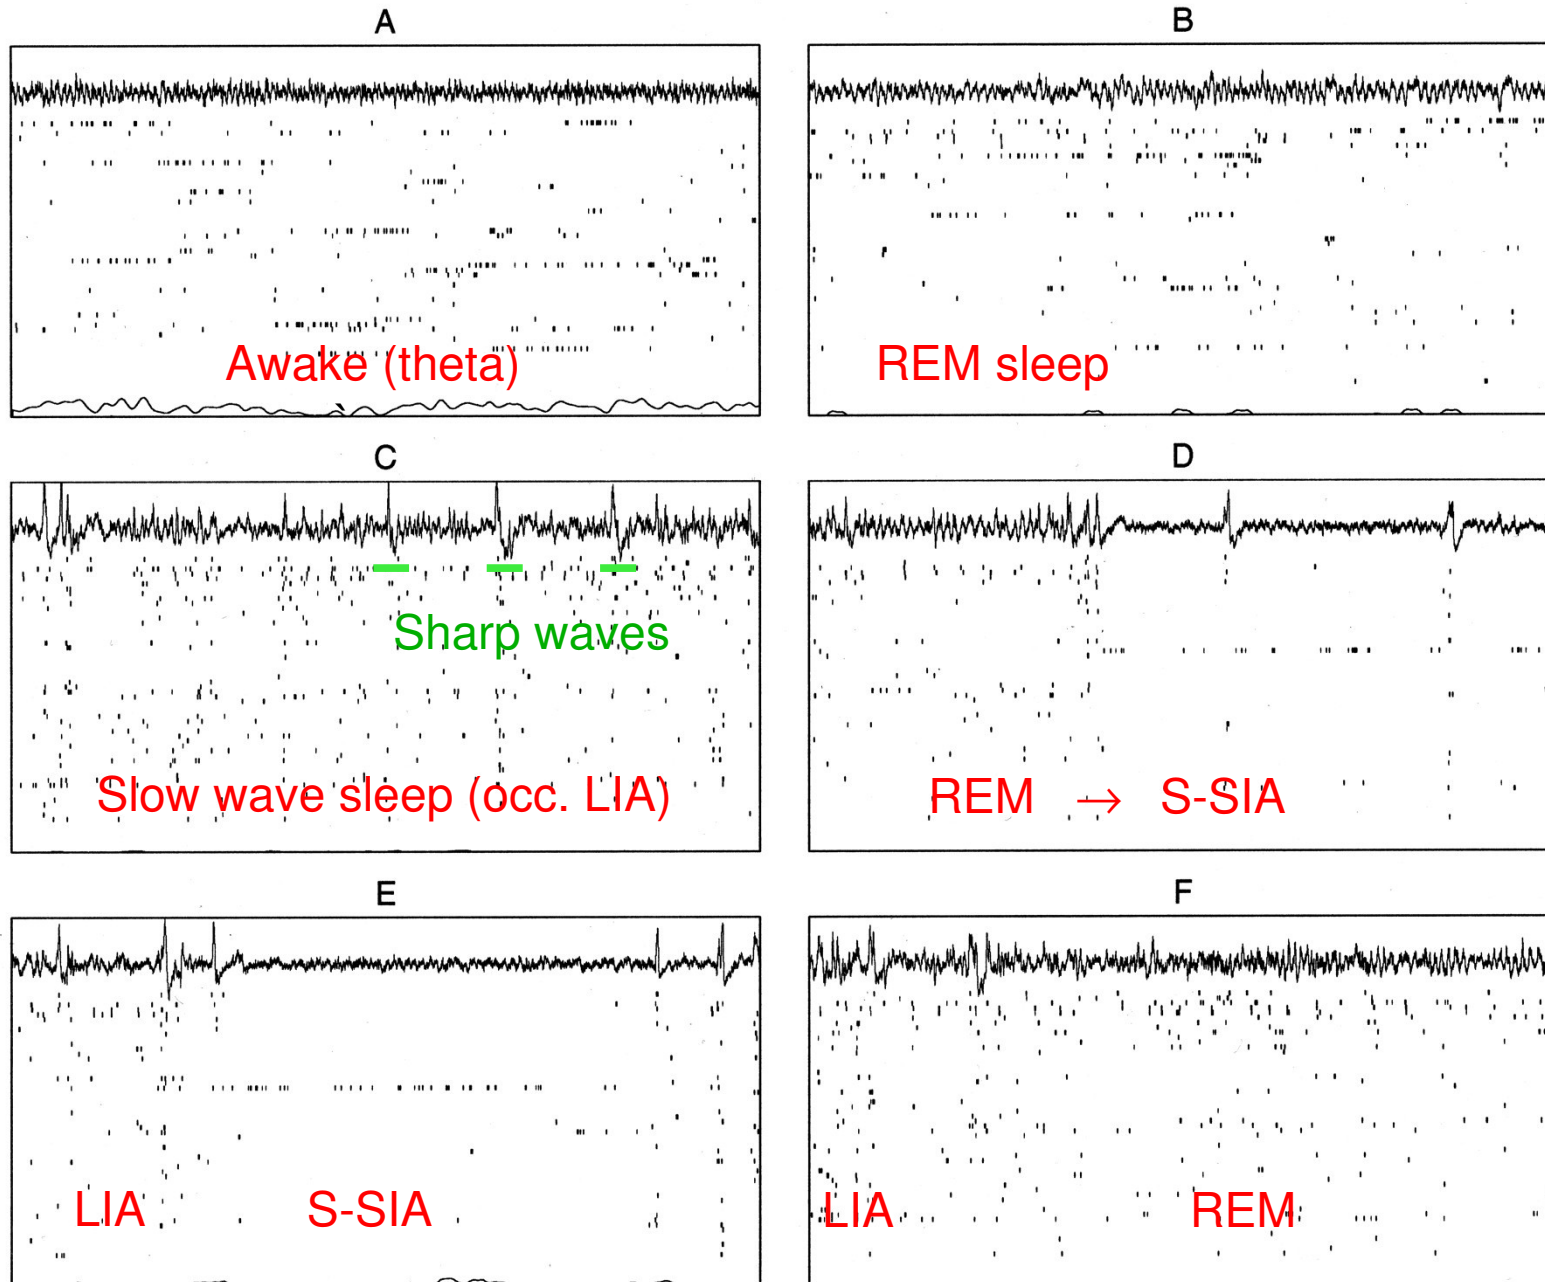 A
B
Awake (theta)
REM sleep
C
D
Sharp waves
Slow wave sleep (occ. LIA)
REM → S-SIA
E
F
LIA
S-SIA
LIA
REM